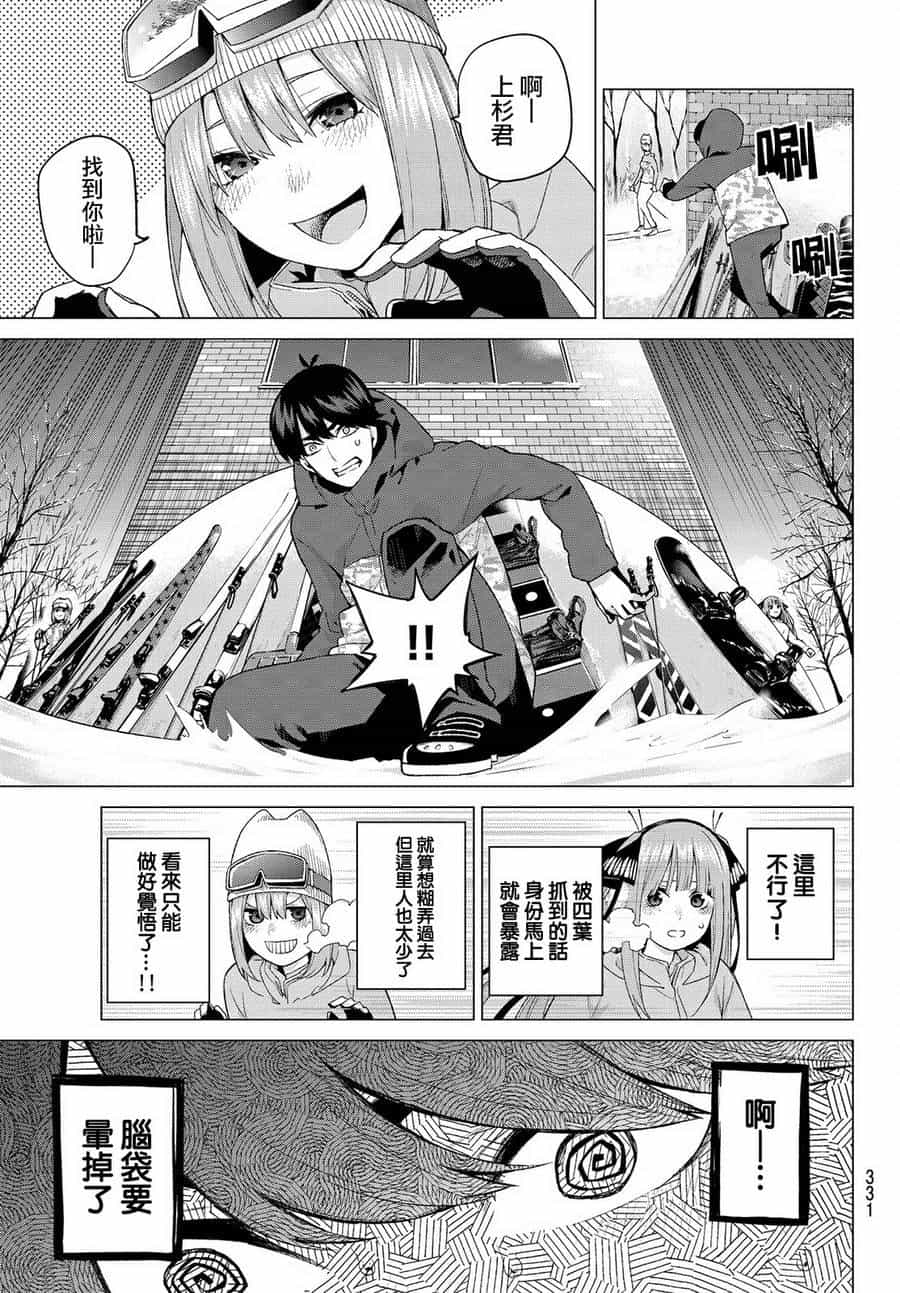 唰
唰
啊—
上杉君
找到你啦—
!!
這里
不行了！
被四葉
抓到的話
身份馬上
就會暴露
就算想糊弄過去
但這里人也太少了
看來只能
做好覺悟了…!!
啊—…
腦袋要
暈掉了
331